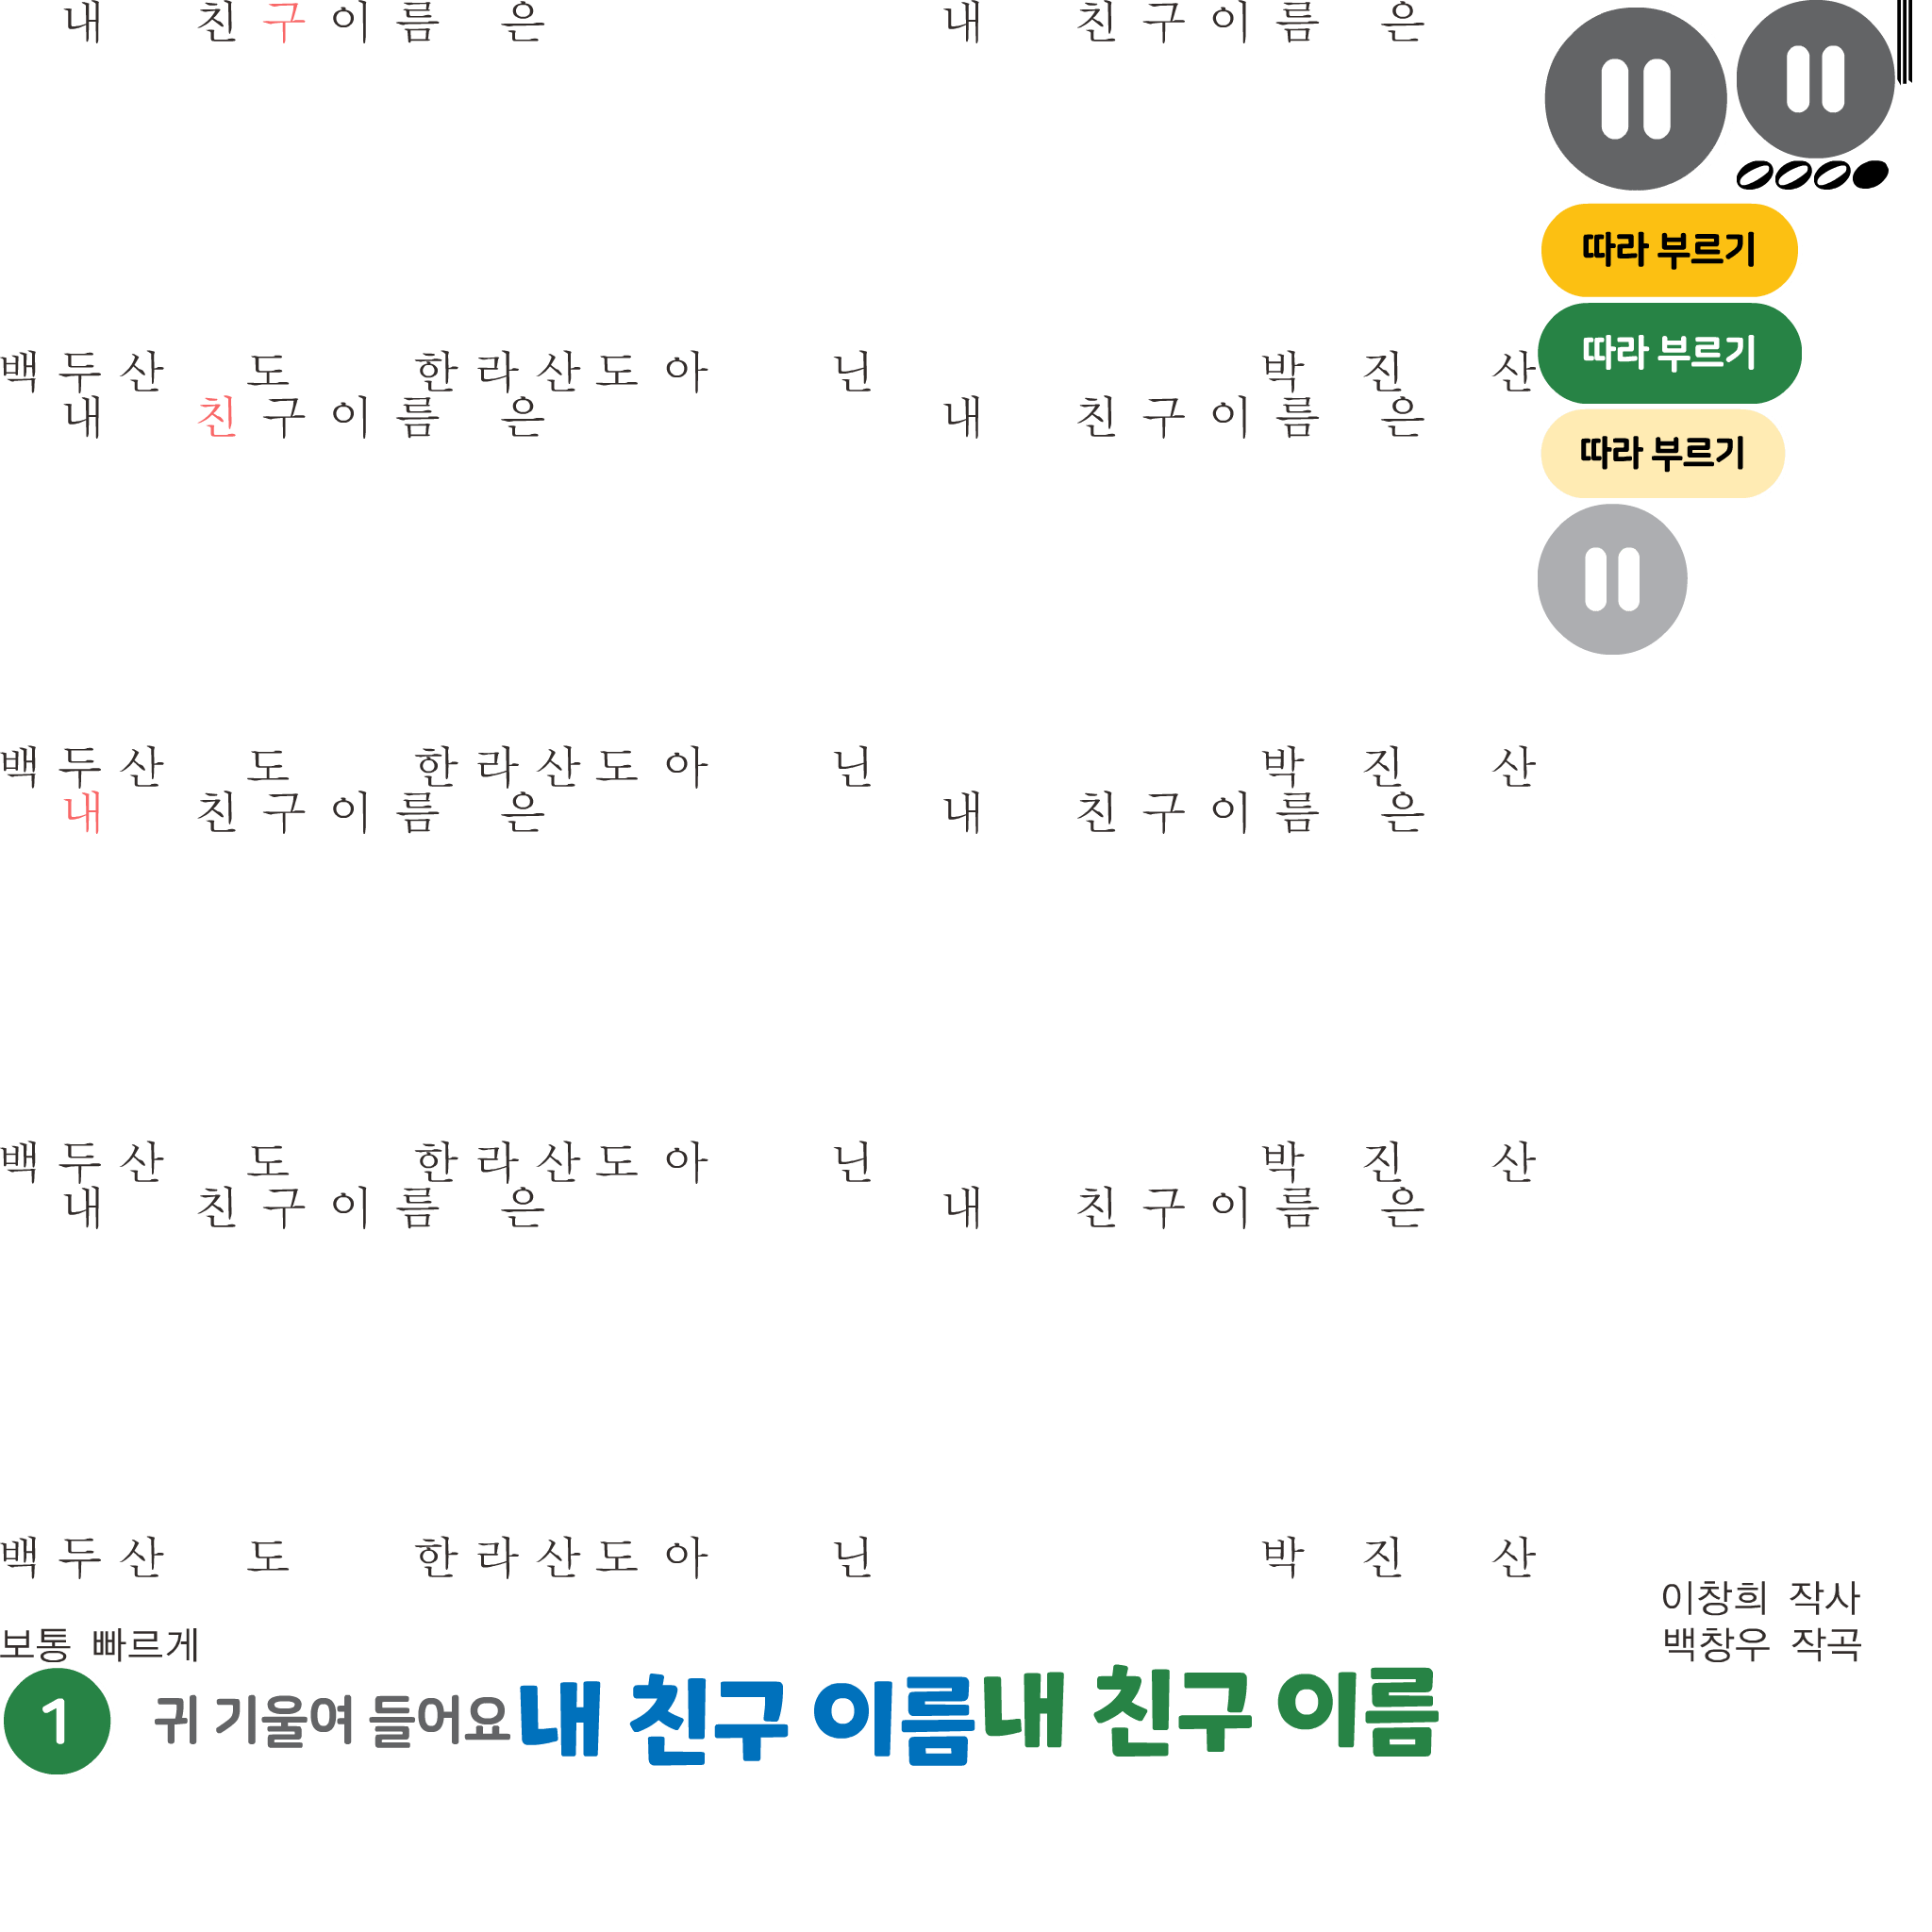 내 친구이름 은 내 친구이름 은
따라 부르기
따라 부르기
백두산 도 한라산도아 닌 박 진 산
내 친구이름 은 내 친구이름 은
따라 부르기
백두산 도 한라산도아 닌 박 진 산
내 친구이름 은 내 친구이름 은
백두산 도 한라산도아 닌 박 진 산
내 친구이름 은 내 친구이름 은
백두산 도 한라산도아 닌 박 진 산
이창희 작사
보통 빠르게 백창우 작곡
1 귀 기울여 들어요 내 친구 이름 내 친구 이름